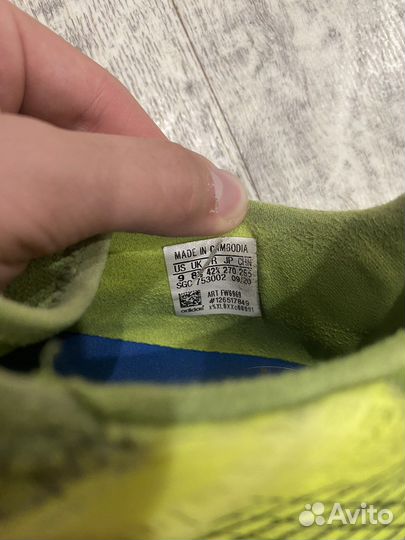 MADE IN CAMBODIA
US UK FR JP CHN
9 8½ 42⅔ 270 265
SGC 753002 09/20
ART
#126517849
adidas
Avito